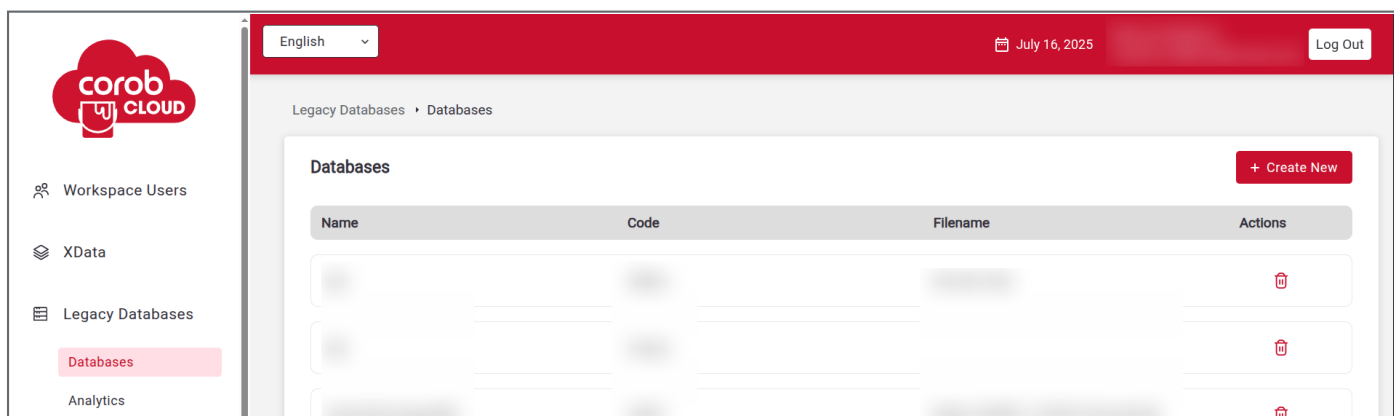 corob
CLOUD
English
July 16, 2025
Log Out
Legacy Databases ‣ Databases
Workspace Users
XData
Legacy Databases
Databases
Analytics
Databases
+ Create New
Name Code Filename Actions